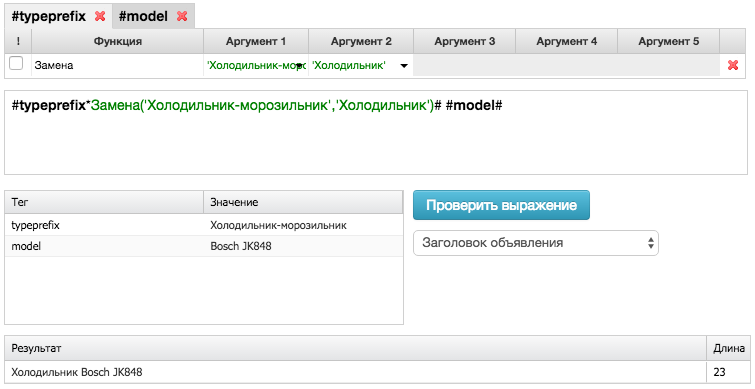 #typeprefix #model
! Функция Аргумент 1 Аргумент 2 Аргумент 3 Аргумент 4 Аргумент 5
Замена 'Холодильник-морозі 'Холодильник'
#typeprefix*Замена('Холодильник-морозильник','Холодильник')# #model#
Тег Значение
Проверить выражение
typeprefix Холодильник-морозильник
model Bosch JK848
Заголовок объявления
Результат Длина
Холодильник Bosch JK848 23